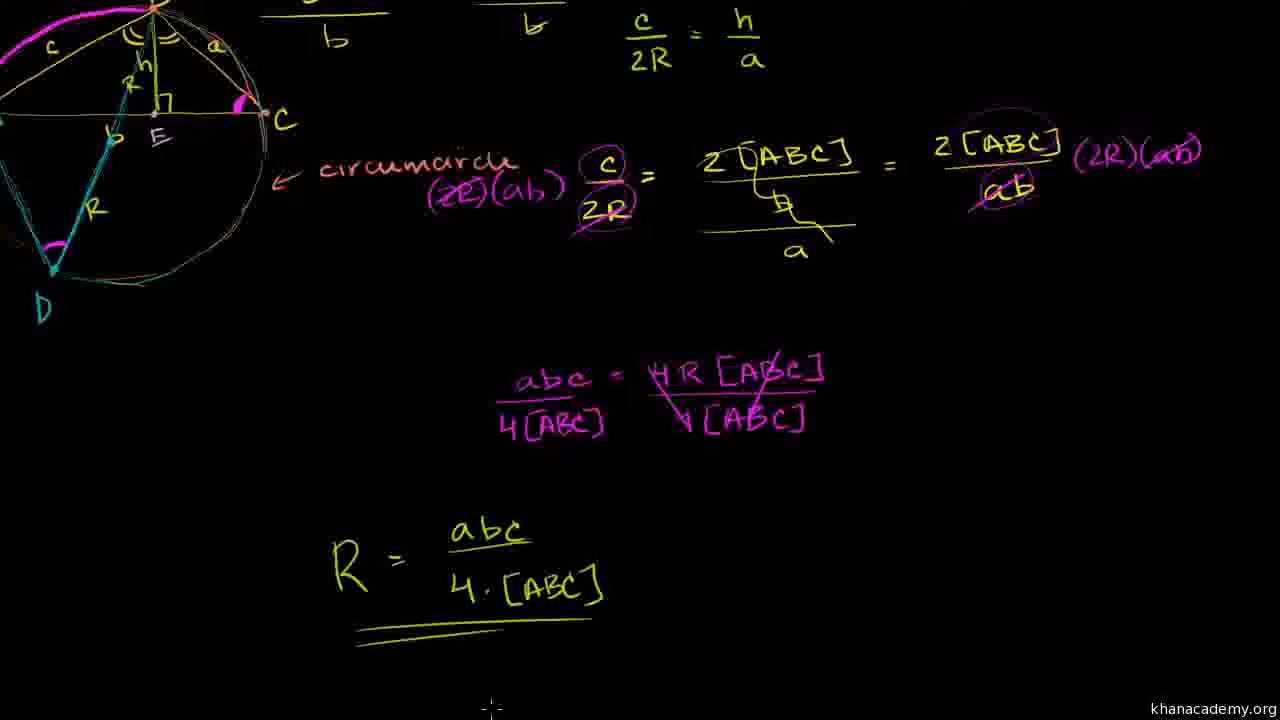 b
b
c/2R = h/a
c
a
h
R
E
C
b
R
D
← circumcircle
(2R)(ab) c/2R = 2[ABC]/b/a = 2[ABC]/ab (2R)(ab)
abc/4[ABC] = 4R[ABC]/4[ABC]
R = abc/4·[ABC]
khanacademy.org